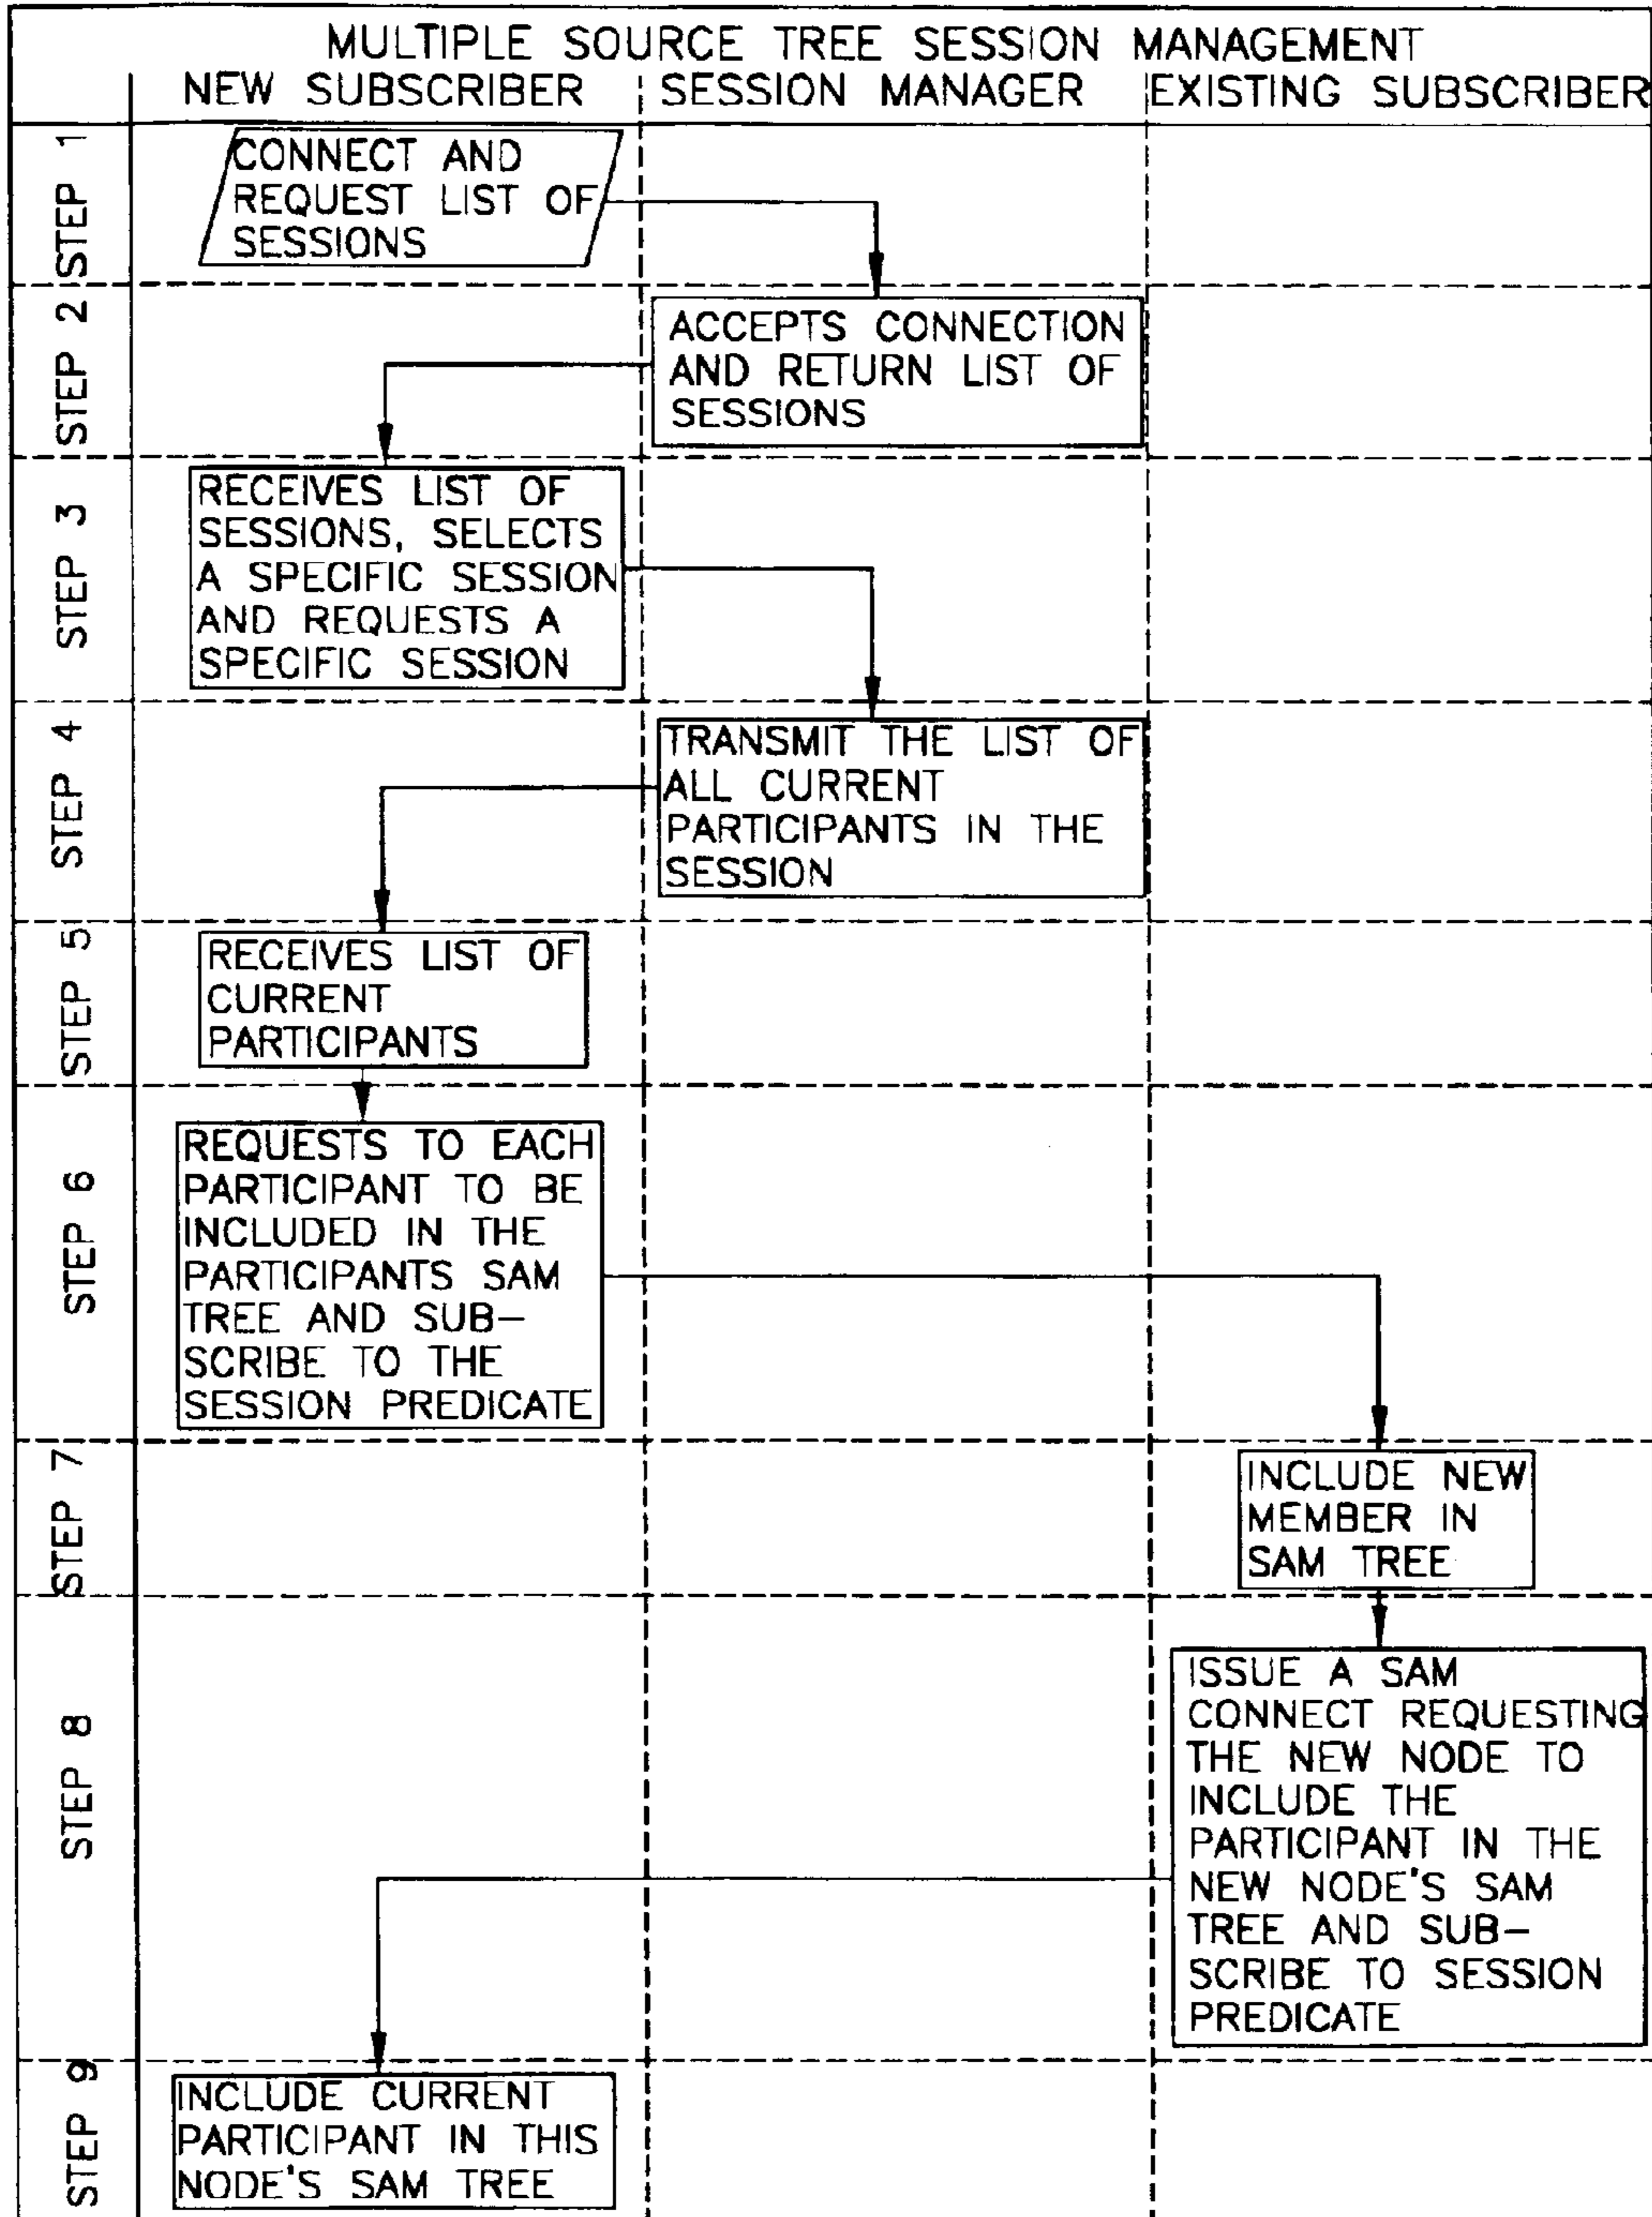 MULTIPLE SOURCE TREE SESSION MANAGEMENT
NEW SUBSCRIBER
SESSION MANAGER
EXISTING SUBSCRIBER
STEP 1
CONNECT AND
REQUEST LIST OF
SESSIONS
STEP 2
ACCEPTS CONNECTION
AND RETURN LIST OF
SESSIONS
STEP 3
RECEIVES LIST OF
SESSIONS, SELECTS
A SPECIFIC SESSION
AND REQUESTS A
SPECIFIC SESSION
STEP 4
TRANSMIT THE LIST OF
ALL CURRENT
PARTICIPANTS IN THE
SESSION
STEP 5
RECEIVES LIST OF
CURRENT
PARTICIPANTS
STEP 6
REQUESTS TO EACH
PARTICIPANT TO BE
INCLUDED IN THE
PARTICIPANTS SAM
TREE AND SUB-
SCRIBE TO THE
SESSION PREDICATE
STEP 7
INCLUDE NEW
MEMBER IN
SAM TREE
STEP 8
ISSUE A SAM
CONNECT REQUESTING
THE NEW NODE TO
INCLUDE THE
PARTICIPANT IN THE
NEW NODE'S SAM
TREE AND SUB-
SCRIBE TO SESSION
PREDICATE
STEP 9
INCLUDE CURRENT
PARTICIPANT IN THIS
NODE'S SAM TREE